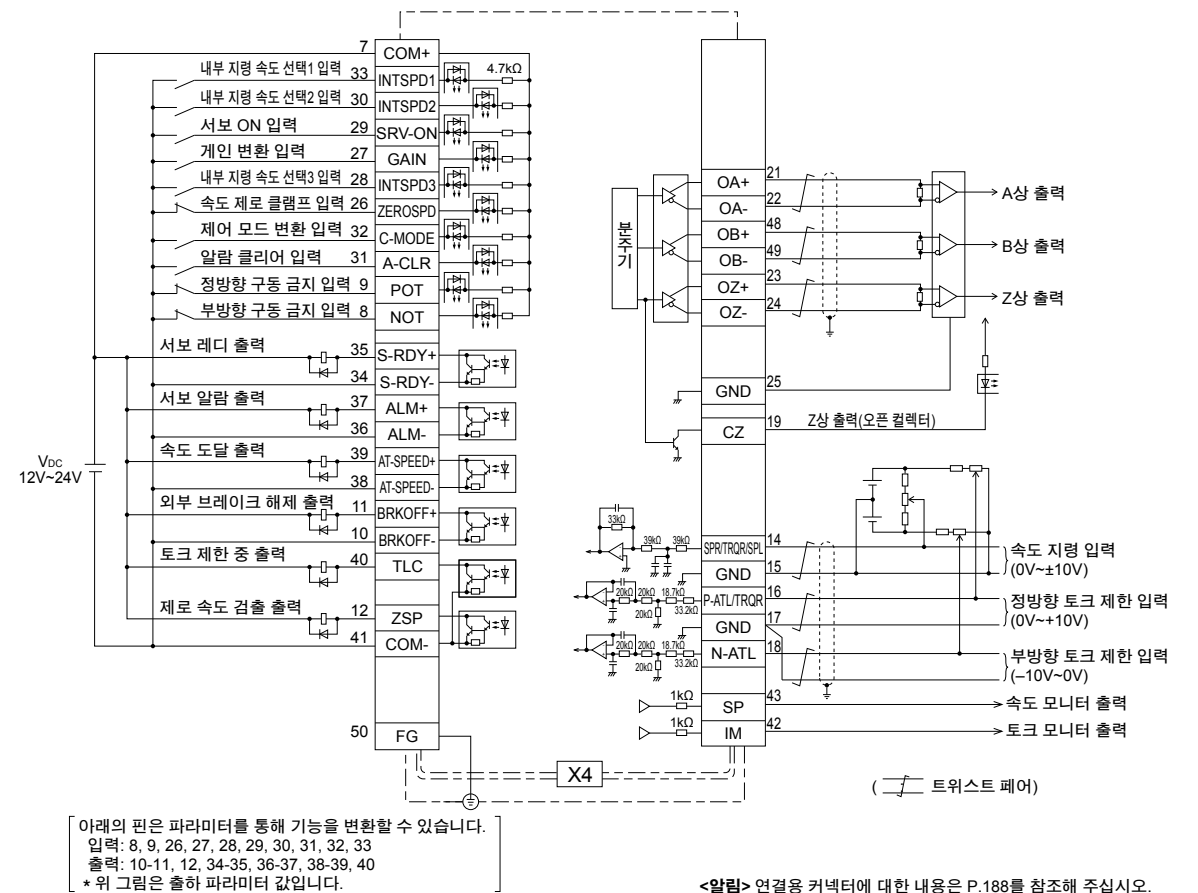 7 COM+
내부 지령 속도 선택1 입력 33 INTSPD1 4.7kΩ
내부 지령 속도 선택2 입력 30 INTSPD2
서보 ON 입력 29 SRV-ON
게인 변환 입력 27 GAIN
내부 지령 속도 선택3 입력 28 INTSPD3
속도 제로 클램프 입력 26 ZEROSPD
제어 모드 변환 입력 32 C-MODE
알람 클리어 입력 31 A-CLR
정방향 구동 금지 입력 9 POT
부방향 구동 금지 입력 8 NOT
서보 레디 출력 35 S-RDY+
34 S-RDY-
서보 알람 출력 37 ALM+
36 ALM-
속도 도달 출력 39 AT-SPEED+
38 AT-SPEED-
외부 브레이크 해제 출력 11 BRKOFF+
10 BRKOFF-
토크 제한 중 출력 40 TLC
제로 속도 검출 출력 12 ZSP
41 COM-
50 FG
VDC
12V~24V
분주기
OA+ 21
OA- 22
A상 출력
OB+ 48
OB- 49
B상 출력
OZ+ 23
OZ- 24
Z상 출력
GND 25
CZ 19 Z상 출력(오픈 컬렉터)
33kΩ
39kΩ 39kΩ
SPR/TRQR/SPL 14
GND 15
속도 지령 입력
(0V~±10V)
20kΩ 20kΩ 18.7kΩ
20kΩ 33.2kΩ
P-ATL/TRQR 16
GND 17
정방향 토크 제한 입력
(0V~+10V)
20kΩ 20kΩ 18.7kΩ
20kΩ 33.2kΩ
N-ATL 18
부방향 토크 제한 입력
(–10V~0V)
1kΩ SP 43 속도 모니터 출력
1kΩ IM 42 토크 모니터 출력
X4
( 트위스트 페어)
아래의 핀은 파라미터를 통해 기능을 변환할 수 있습니다.
입력: 8, 9, 26, 27, 28, 29, 30, 31, 32, 33
출력: 10-11, 12, 34-35, 36-37, 38-39, 40
* 위 그림은 출하 파라미터 값입니다.
<알림> 연결용 커넥터에 대한 내용은 P.188를 참조해 주십시오.